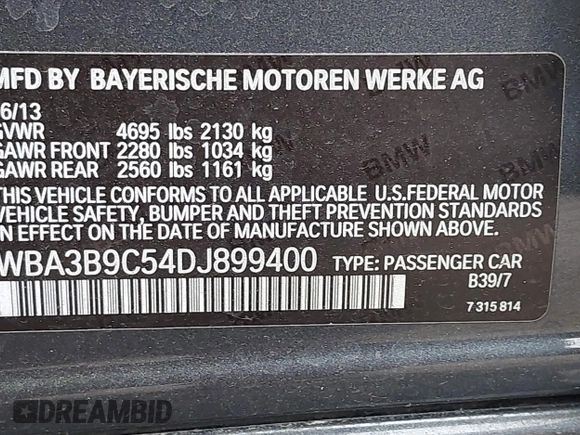 MFD BY BAYERISCHE MOTOREN WERKE AG
6/13
GVWR 4695 lbs 2130 kg
GAWR FRONT 2280 lbs 1034 kg
GAWR REAR 2560 lbs 1161 kg
THIS VEHICLE CONFORMS TO ALL APPLICABLE U.S.FEDERAL MOTOR
VEHICLE SAFETY, BUMPER AND THEFT PREVENTION STANDARDS
IN EFFECT ON THE DATE OF MANUFACTURE SHOWN ABOVE.
WBA3B9C54DJ899400 TYPE: PASSENGER CAR
B39/7
7 315 814
BMW
BMW
BMW
DREAMBID